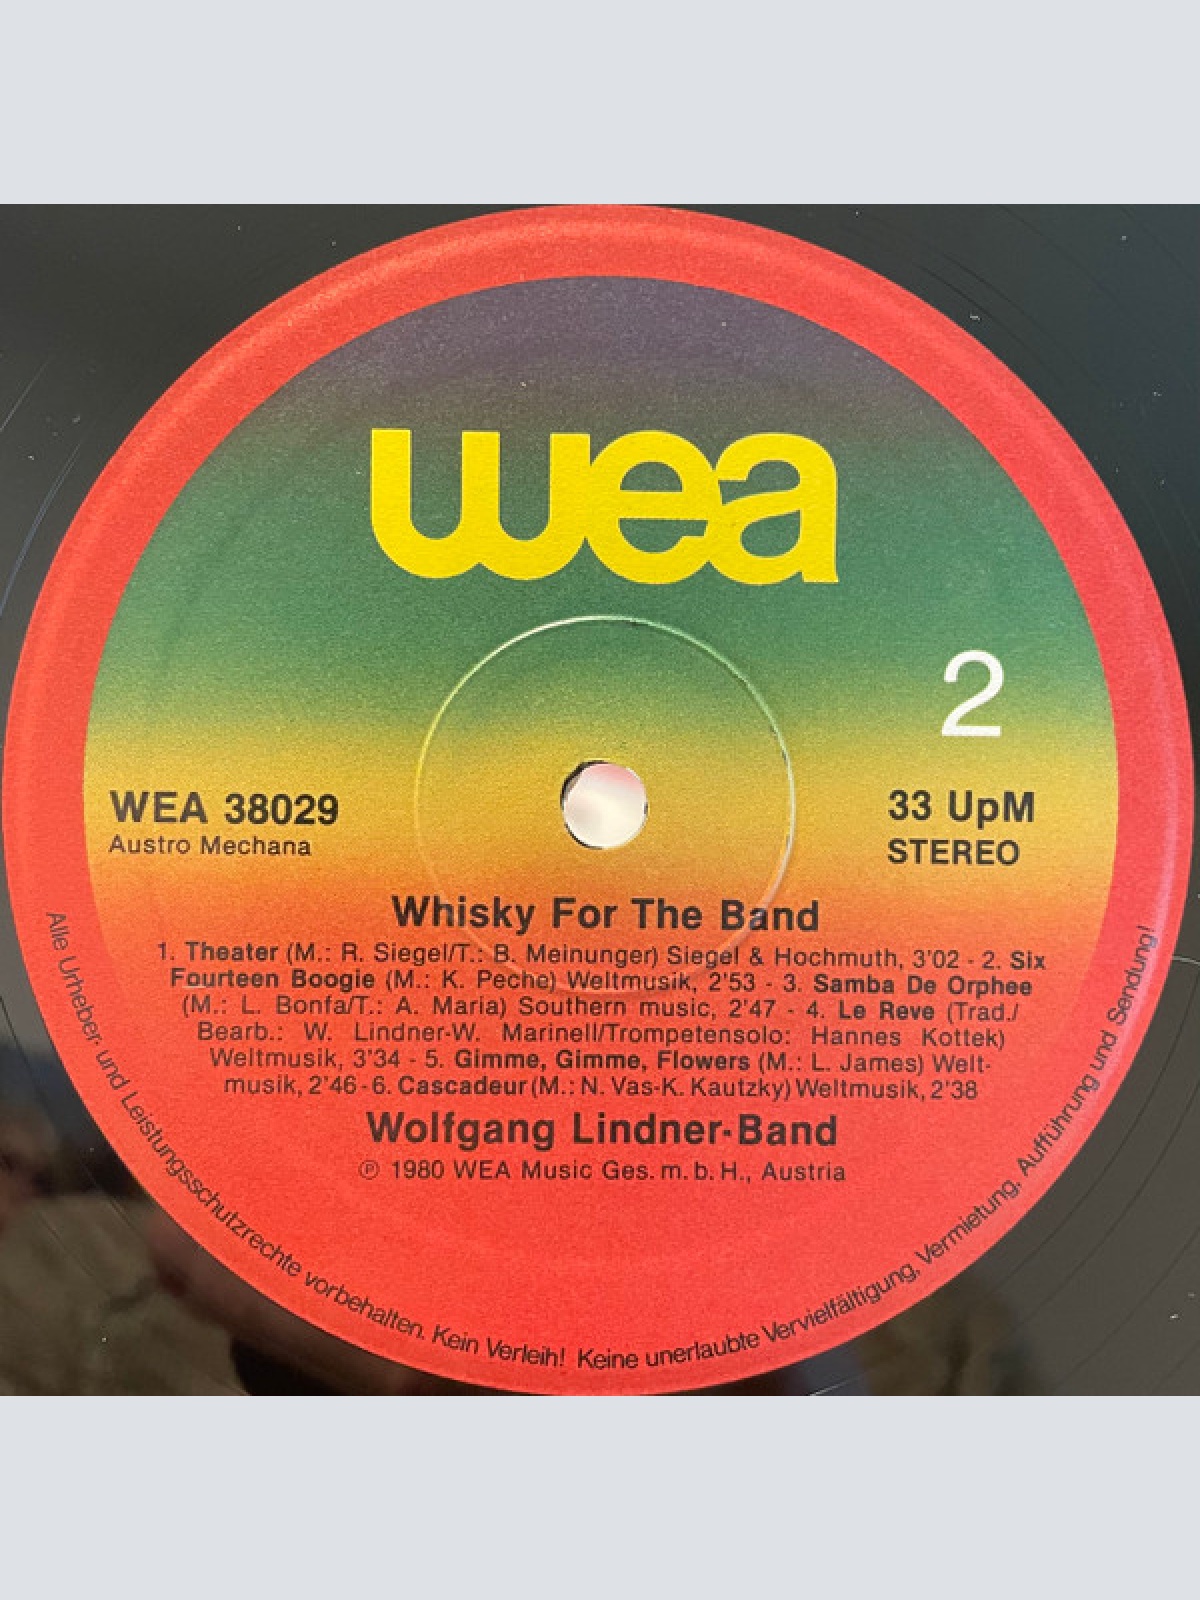 wea
2
WEA 38029
Austro Mechana
33 UpM
STEREO
Whisky For The Band
1. Theater (M.: R. Siegel/T.: B. Meinunger) Siegel & Hochmuth, 3'02 - 2. Six
Fourteen Boogie (M.: K. Peche) Weltmusik, 2'53 - 3. Samba De Orphee
(M.: L. Bonfa/T.: A. Maria) Southern music, 2'47 - 4. Le Reve (Trad./
Bearb.: W. Lindner-W. Marinell/Trompetensolo: Hannes Kottek)
Weltmusik, 3'34 - 5. Gimme, Gimme, Flowers (M.: L. James) Welt-
musik, 2'46 - 6. Cascadeur (M.: N. Vas-K. Kautzky) Weltmusik, 2'38
Wolfgang Lindner-Band
℗ 1980 WEA Music Ges. m. b. H., Austria
Alle Urheber- und Leistungsschutzrechte vorbehalten. Kein Verleih! Keine unerlaubte Vervielfältigung, Vermietung, Aufführung und Sendung!